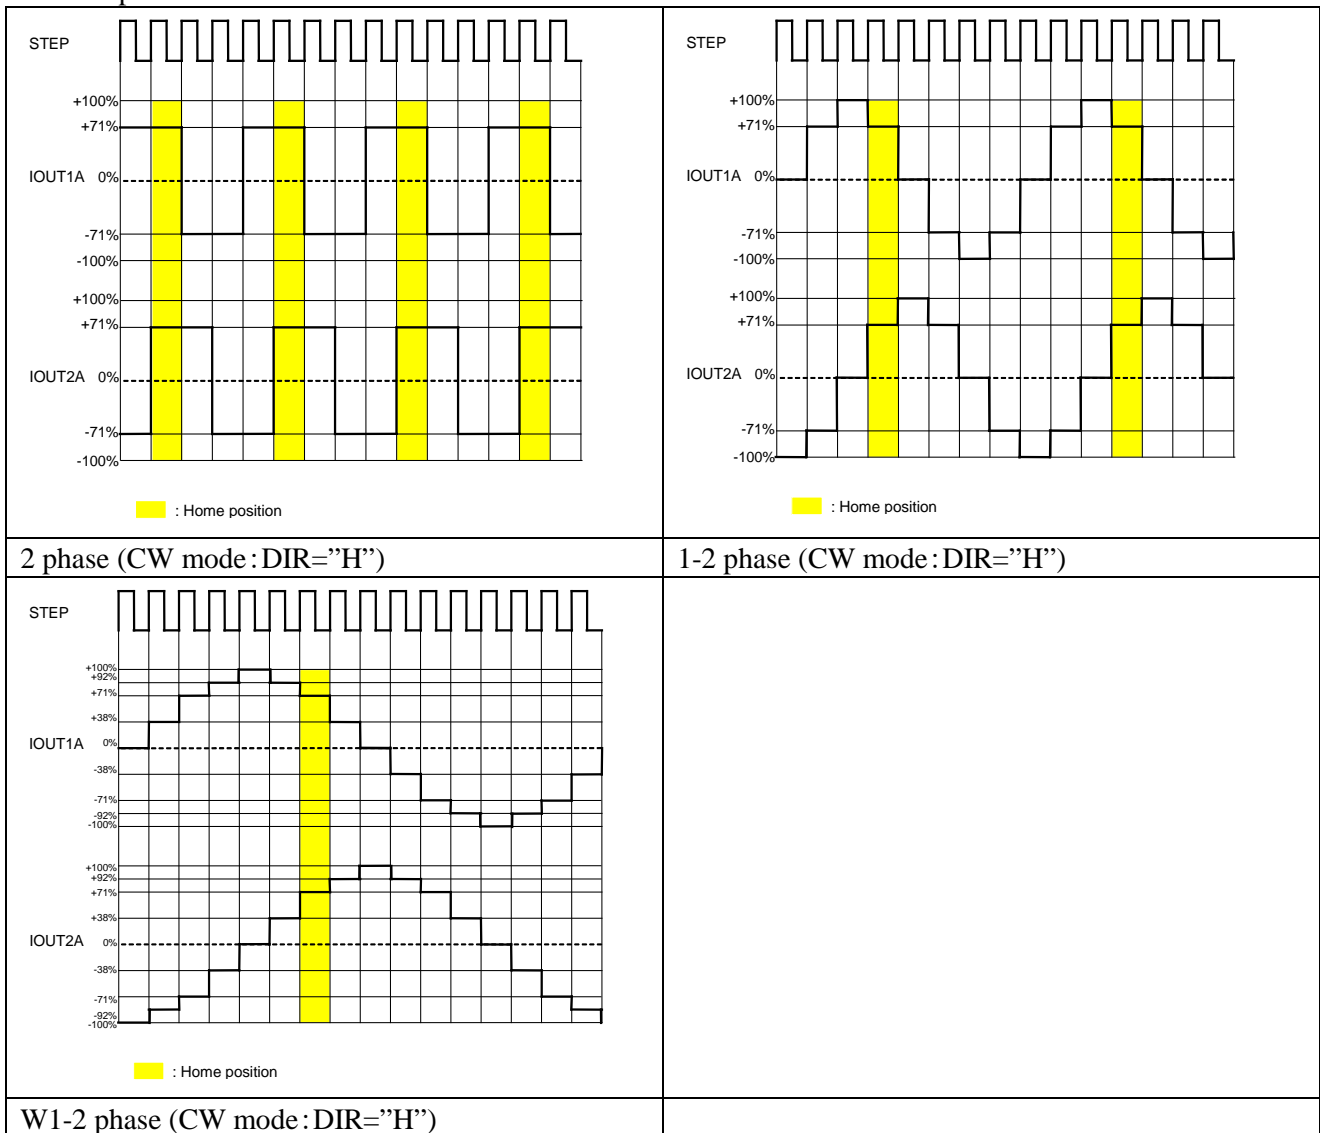 STEP
+100%
+71%
IOUT1A 0%
-71%
-100%
+100%
+71%
IOUT2A 0%
-71%
-100%
: Home position
2 phase (CW mode:DIR=”H”)
STEP
+100%
+71%
IOUT1A 0%
-71%
-100%
+100%
+71%
IOUT2A 0%
-71%
-100%
: Home position
1-2 phase (CW mode:DIR=”H”)
STEP
+100%
+92%
+71%
+38%
IOUT1A 0%
-38%
-71%
-92%
-100%
+100%
+92%
+71%
+38%
IOUT2A 0%
-38%
-71%
-92%
-100%
: Home position
W1-2 phase (CW mode:DIR=”H”)